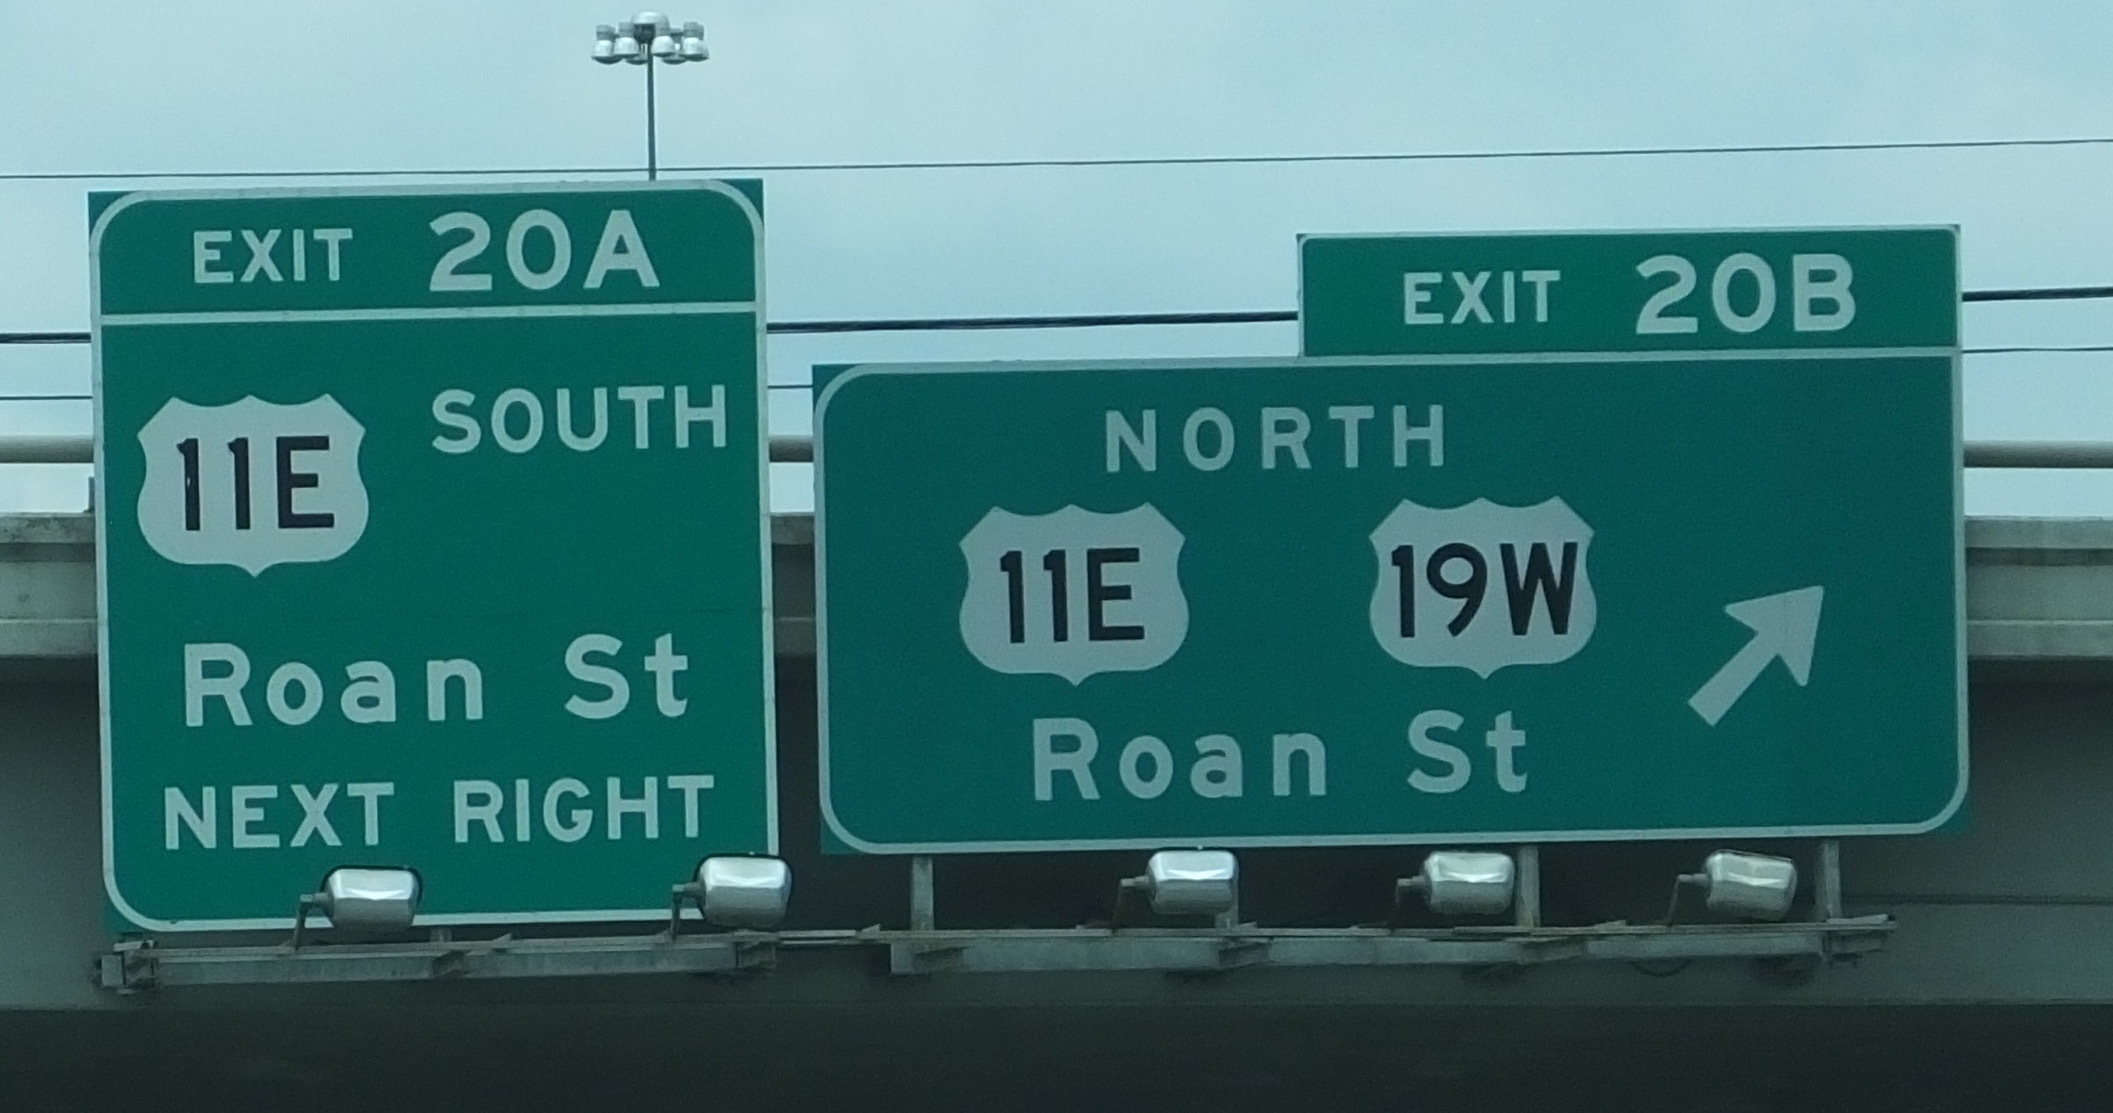 EXIT 20A
11E SOUTH
Roan St
NEXT RIGHT
EXIT 20B
NORTH
11E 19W
Roan St